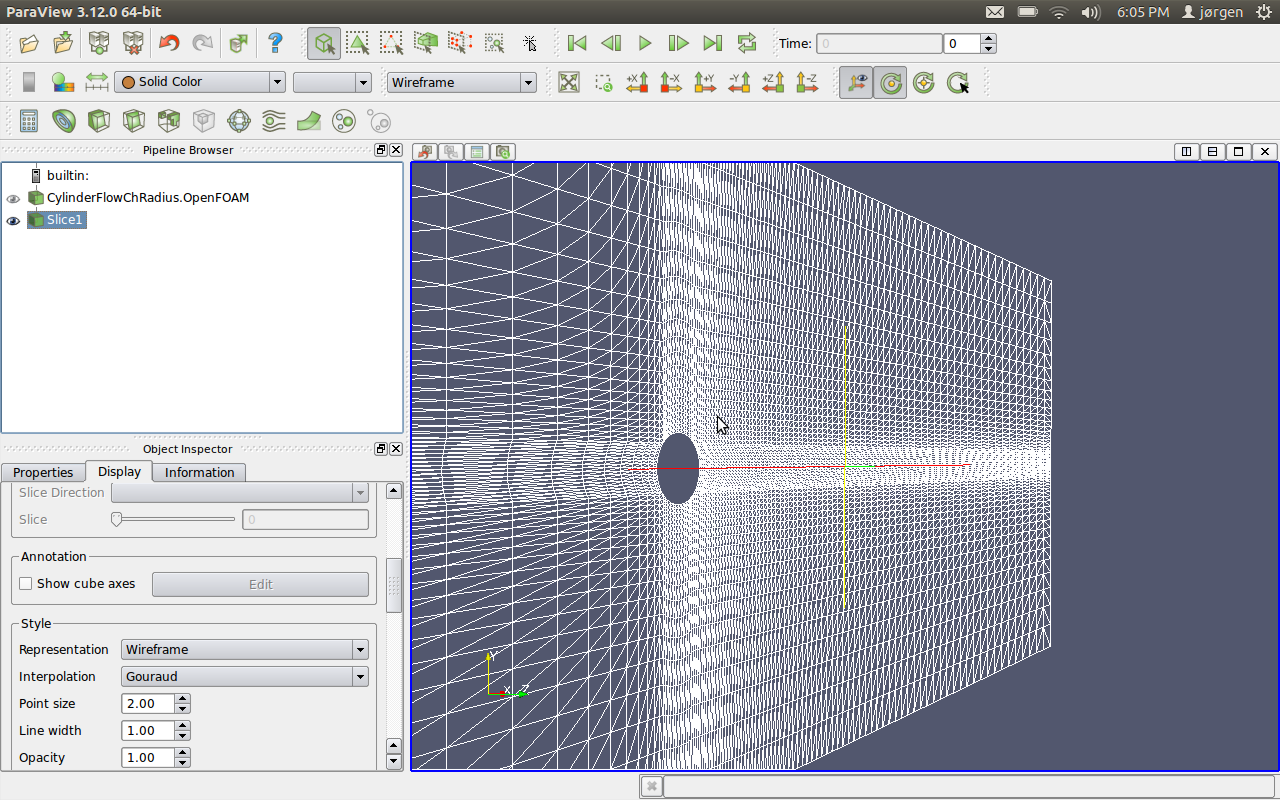 ParaView 3.12.0 64-bit
6:05 PM jørgen
Time: 0 0
Solid Color Wireframe
+X -X +Y -Y +Z -Z
Pipeline Browser
builtin:
CylinderFlowChRadius.OpenFOAM
Slice1
Object Inspector
Properties Display Information
Slice Direction
Slice 0
Annotation
Show cube axes Edit
Style
Representation Wireframe
Interpolation Gouraud
Point size 2.00
Line width 1.00
Opacity 1.00
Y
X Z